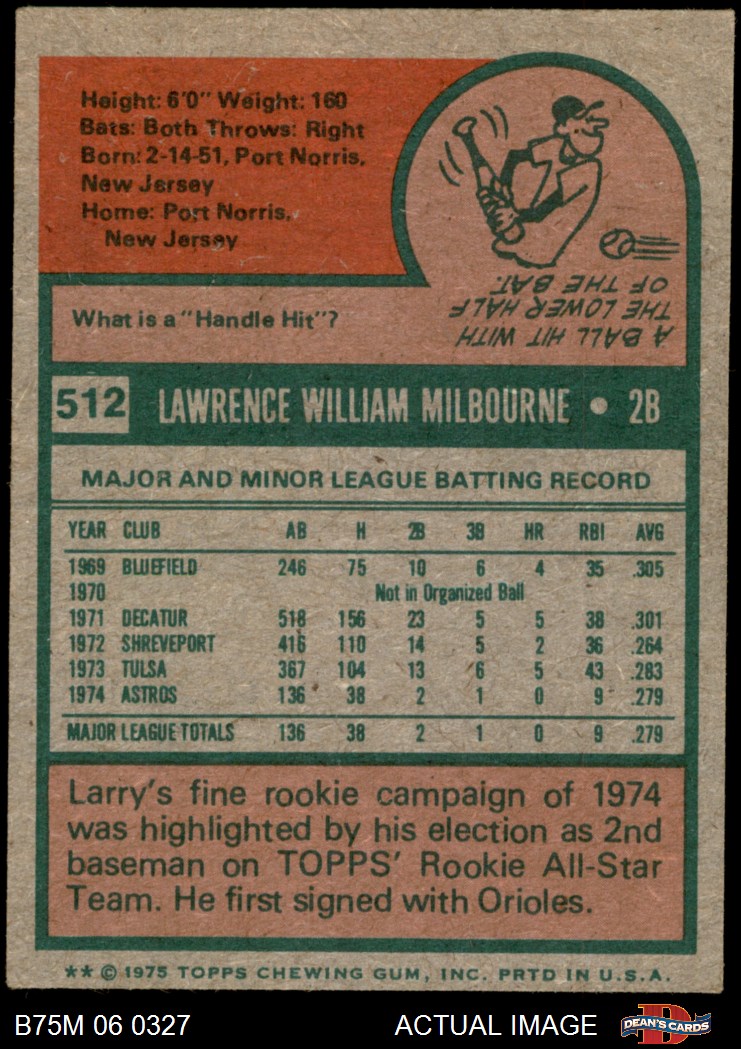 Height: 6'0" Weight: 160
Bats: Both Throws: Right
Born: 2-14-51, Port Norris,
New Jersey
Home: Port Norris,
New Jersey
What is a "Handle Hit"?
A BALL HIT WITH
THE LOWER HALF
OF THE BAT.
512 LAWRENCE WILLIAM MILBOURNE • 2B
MAJOR AND MINOR LEAGUE BATTING RECORD
YEAR CLUB AB H 2B 3B HR RBI AVG
1969 BLUEFIELD 246 75 10 6 4 35 .305
1970 Not in Organized Ball
1971 DECATUR 518 156 23 5 5 38 .301
1972 SHREVEPORT 416 110 14 5 2 36 .264
1973 TULSA 367 104 13 6 5 43 .283
1974 ASTROS 136 38 2 1 0 9 .279
MAJOR LEAGUE TOTALS 136 38 2 1 0 9 .279
Larry's fine rookie campaign of 1974
was highlighted by his election as 2nd
baseman on TOPPS' Rookie All-Star
Team. He first signed with Orioles.
** © 1975 TOPPS CHEWING GUM, INC. PRTD IN U.S.A.
B75M 06 0327 ACTUAL IMAGE DEAN'S CARDS